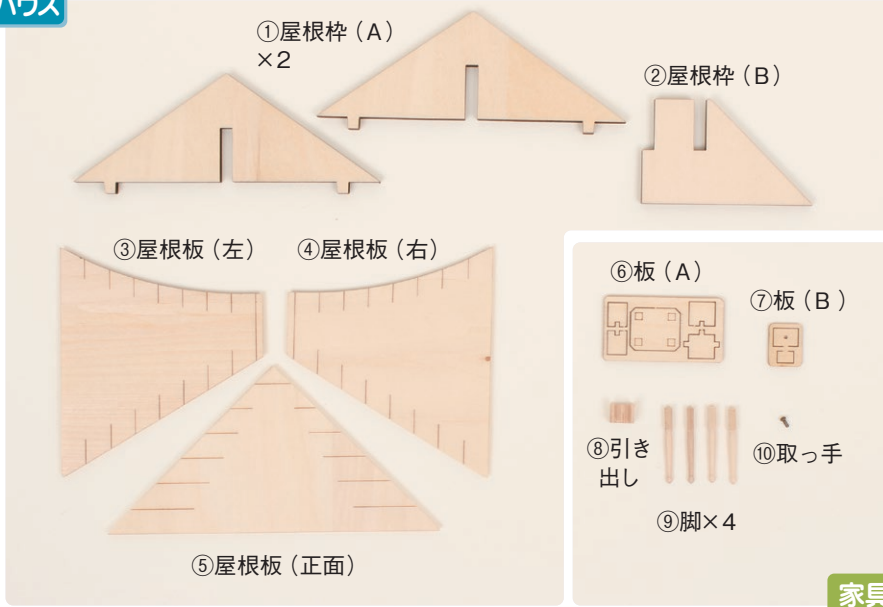 ハウス
①屋根枠（A）
×2
②屋根枠（B）
③屋根板（左）
④屋根板（右）
⑤屋根板（正面）
⑥板（A）
⑦板（B）
⑧引き
出し
⑨脚×4
⑩取っ手
家具